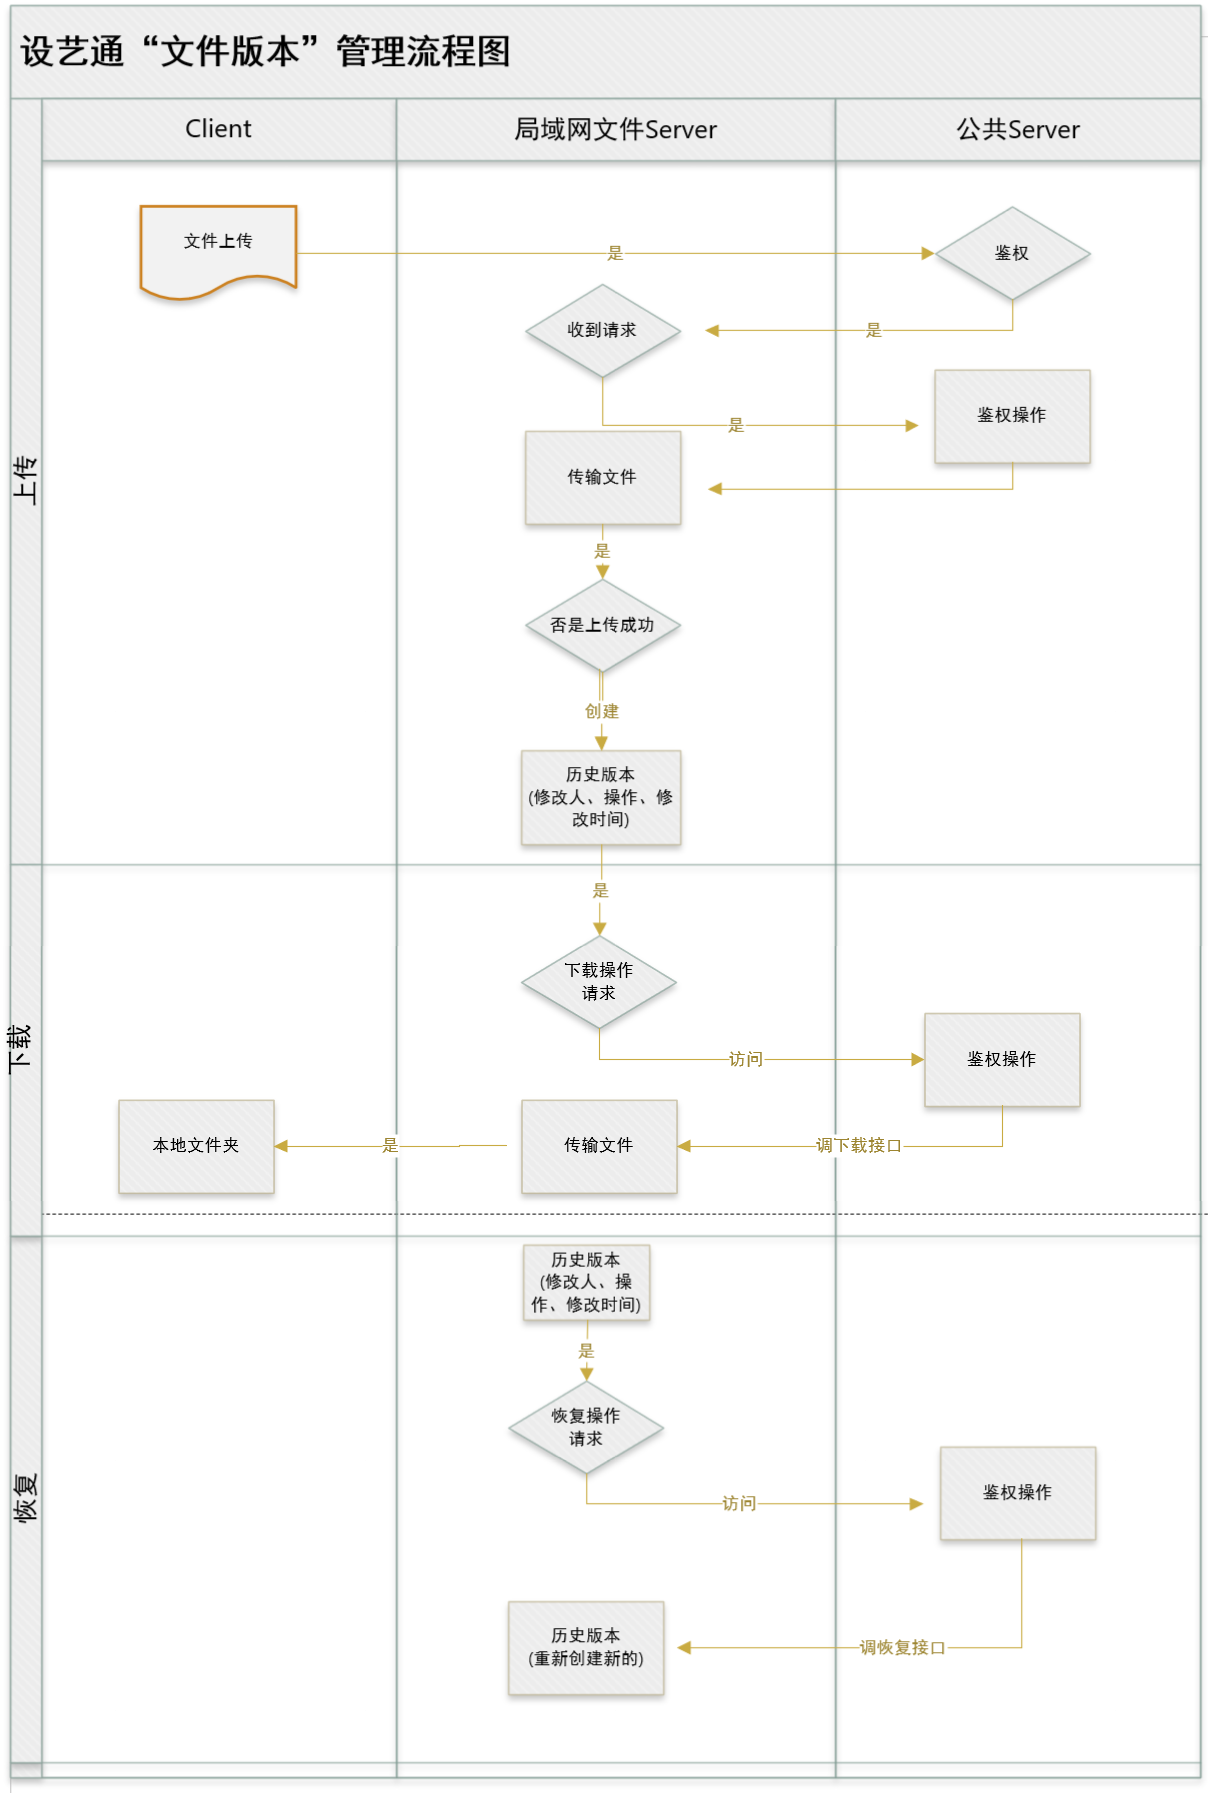 设艺通“文件版本”管理流程图
Client
局域网文件Server
公共Server
上传
文件上传
是
鉴权
收到请求
是
鉴权操作
是
传输文件
是
否是上传成功
创建
历史版本
(修改人、操作、修
改时间)
下载
是
下载操作
请求
访问
鉴权操作
本地文件夹
是
传输文件
调下载接口
恢复
历史版本
(修改人、操
作、修改时间)
是
恢复操作
请求
访问
鉴权操作
历史版本
(重新创建新的)
调恢复接口